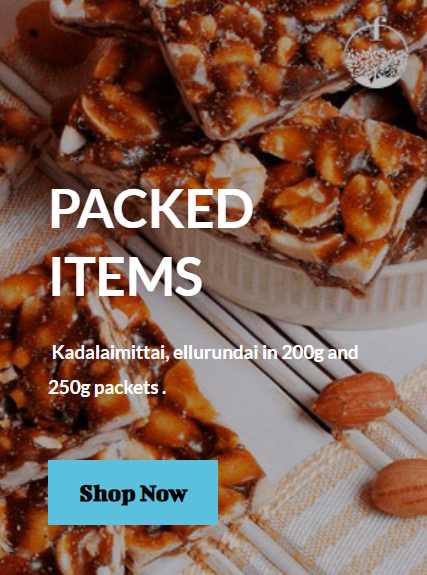 f
PACKED
ITEMS
Kadalaimittai, ellurundai in 200g and
250g packets .
Shop Now